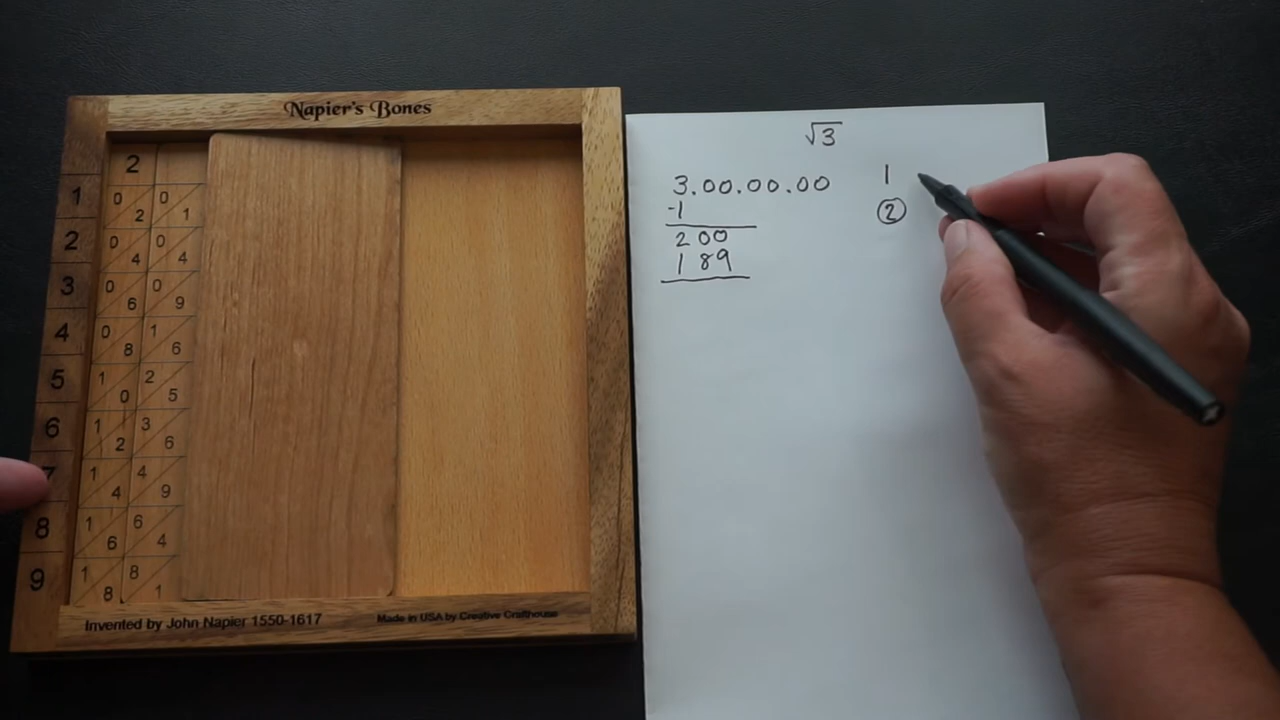 Napier's Bones
2
1 0 2 0 1
2 0 4 0 4
3 0 6 0 9
4 0 8 1 6
5 1 0 2 5
6 1 2 3 6
7 1 4 4 9
8 1 6 6 4
9 1 8 8 1
Invented by John Napier 1550-1617
Made in USA by Creative Crafthouse
√3
3.00.00.00
-1
200
189
1
2